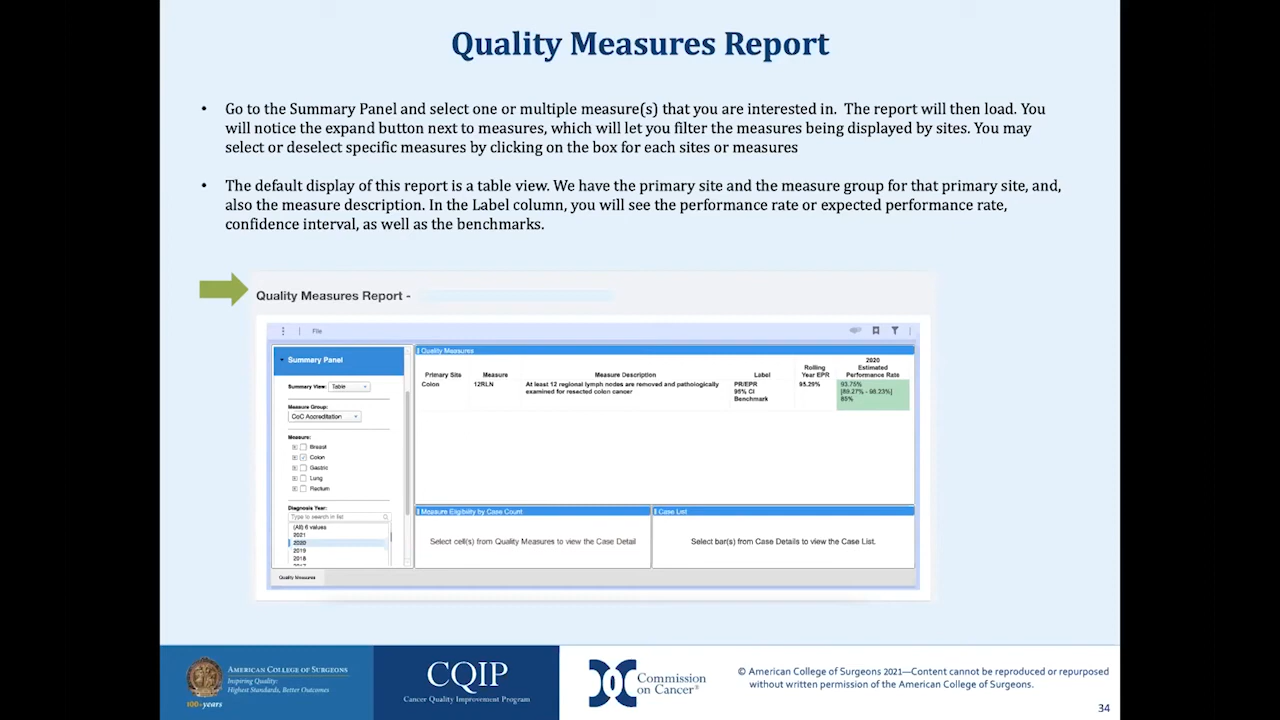 Quality Measures Report
• Go to the Summary Panel and select one or multiple measure(s) that you are interested in.  The report will then load. You
will notice the expand button next to measures, which will let you filter the measures being displayed by sites. You may
select or deselect specific measures by clicking on the box for each sites or measures
• The default display of this report is a table view. We have the primary site and the measure group for that primary site, and,
also the measure description. In the Label column, you will see the performance rate or expected performance rate,
confidence interval, as well as the benchmarks.
Quality Measures Report -
File
Summary Panel
Summary View: Table
Measure Group:
CoC Accreditation
Measure:
Breast
Colon
Gastric
Lung
Rectum
Diagnosis Year:
Type to search in list
(All) 6 values
2021
2020
2019
2018
Quality Measures
Quality Measures
Primary Site Measure Measure Description Label Rolling Year EPR 2020 Estimated Performance Rate
Colon 12RLN At least 12 regional lymph nodes are removed and pathologically PR/EPR 95.29% 93.75%
examined for resected colon cancer 95% CI [89.27% - 98.23%]
Benchmark 85%
Measure Eligibility by Case Count
Select cell(s) from Quality Measures to view the Case Detail
Case List
Select bar(s) from Case Details to view the Case List.
AMERICAN COLLEGE OF SURGEONS
Inspiring Quality:
Highest Standards, Better Outcomes
100+years
CQIP
Cancer Quality Improvement Program
Commission
on Cancer®
© American College of Surgeons 2021—Content cannot be reproduced or repurposed
without written permission of the American College of Surgeons.
34